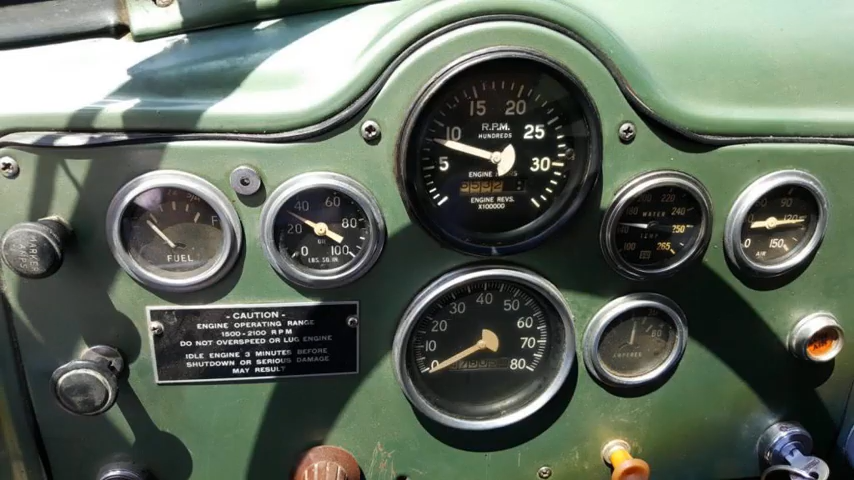 15 20
10 25
5 30
R.P.M.
HUNDREDS
ENGINE
ENGINE REVS.
X100000
F
FUEL
40 60
20 80
0 100
OIL
LBS. SQ. IN.
220
200 240
180 250
100 265
WATER
TEMP
90
120
0 150
AIR
PARKER
- CAUTION -
ENGINE OPERATING RANGE
1500 - 2100 RPM
DO NOT OVERSPEED OR LUG ENGINE
IDLE ENGINE 3 MINUTES BEFORE
SHUTDOWN OR SERIOUS DAMAGE
MAY RESULT
30 40 50
20 60
10 70
0 80
AMPERES